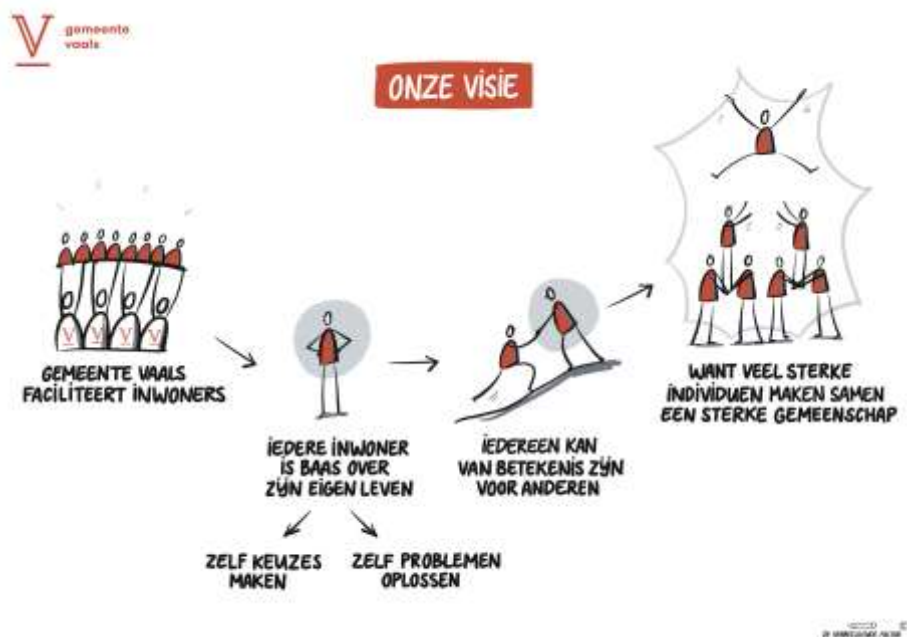 gemeente
vaals
ONZE VISIE
GEMEENTE VAALS
FACILITEERT INWONERS
IEDERE INWONER
IS BAAS OVER
ZIJN EIGEN LEVEN
ZELF KEUZES
MAKEN
ZELF PROBLEMEN
OPLOSSEN
IEDEREEN KAN
VAN BETEKENIS ZIJN
VOOR ANDEREN
WANT VEEL STERKE
INDIVIDUEN MAKEN SAMEN
EEN STERKE GEMEENSCHAP